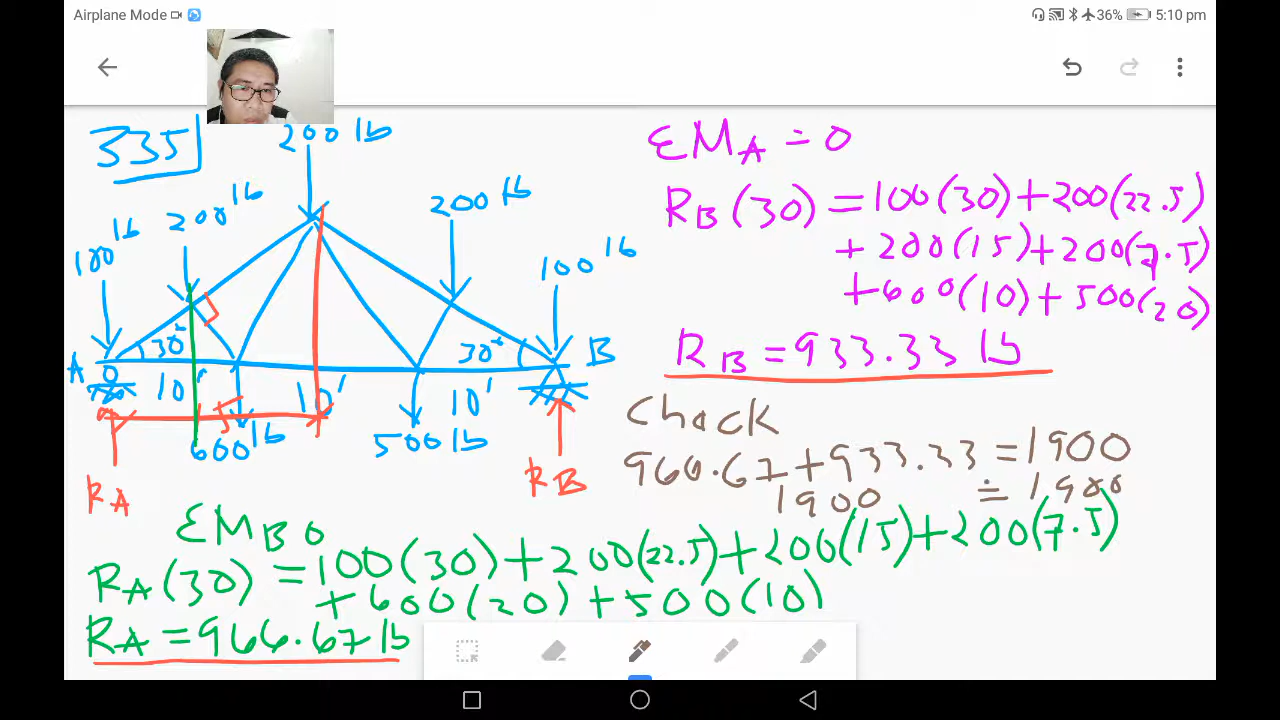 Airplane Mode
36% 5:10 pm
335
200 lb
200 lb
200 lb
100 lb
100 lb
A 30° 30° B
10' 10' 10'
15
600 lb 500 lb
RA RB
ΣMB 0
RA (30) = 100(30) + 200(22.5) + 200(15) + 200(7.5)
+ 600(20) + 500(10)
RA = 966.67 lb
ΣMA = 0
RB (30) = 100(30) + 200(22.5)
+ 200(15) + 200(7.5)
+ 600(10) + 500(20)
RB = 933.33 lb
Chack
960.67 + 933.33 = 1900
1900 ≐ 1900